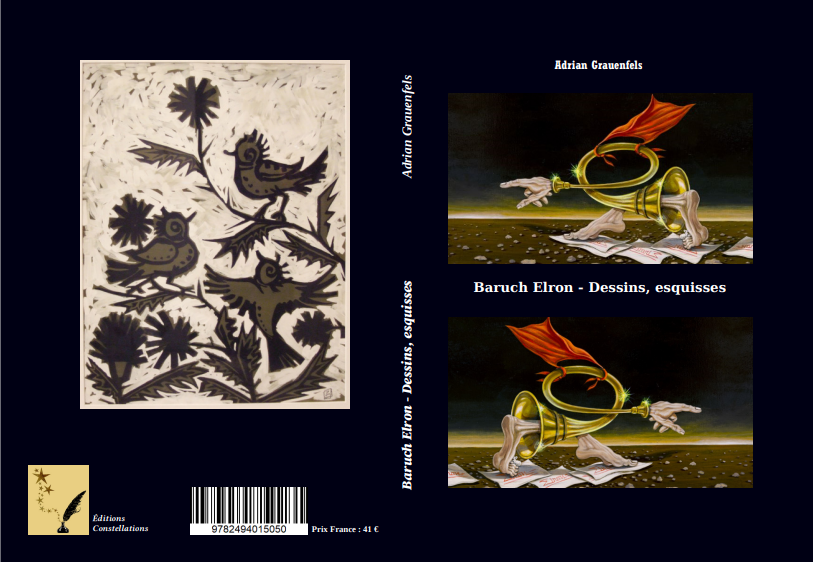 Adrian Grauenfels
Baruch Elron - Dessins, esquisses
Adrian Grauenfels
Baruch Elron - Dessins, esquisses
Éditions
Constellations
9782494015050
Prix France : 41 €